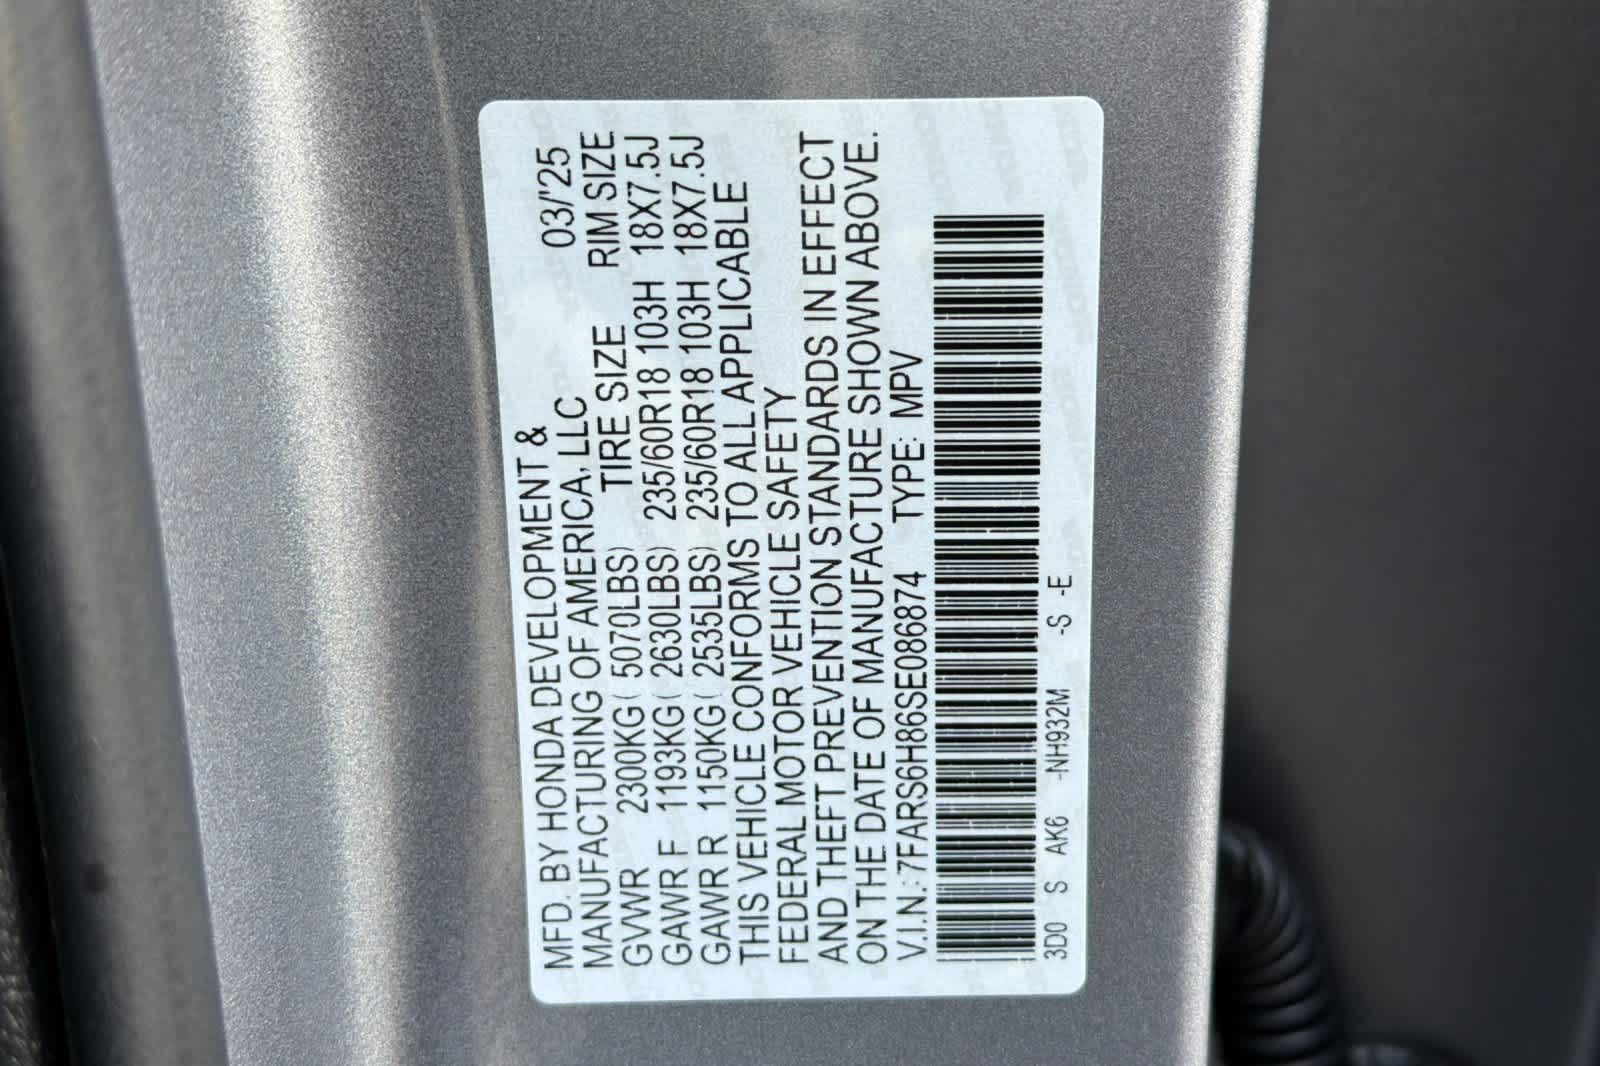 MFD. BY HONDA DEVELOPMENT &
MANUFACTURING OF AMERICA, LLC 03/'25
TIRE SIZE RIM SIZE
GVWR 2300KG ( 5070LBS)
GAWR F 1193KG ( 2630LBS) 235/60R18 103H 18X7.5J
GAWR R 1150KG ( 2535LBS) 235/60R18 103H 18X7.5J
THIS VEHICLE CONFORMS TO ALL APPLICABLE
FEDERAL MOTOR VEHICLE SAFETY
AND THEFT PREVENTION STANDARDS IN EFFECT
ON THE DATE OF MANUFACTURE SHOWN ABOVE.
V.I.N.: 7FARS6H86SE086874 TYPE: MPV
3D0 S AK6 -NH932M -S -E